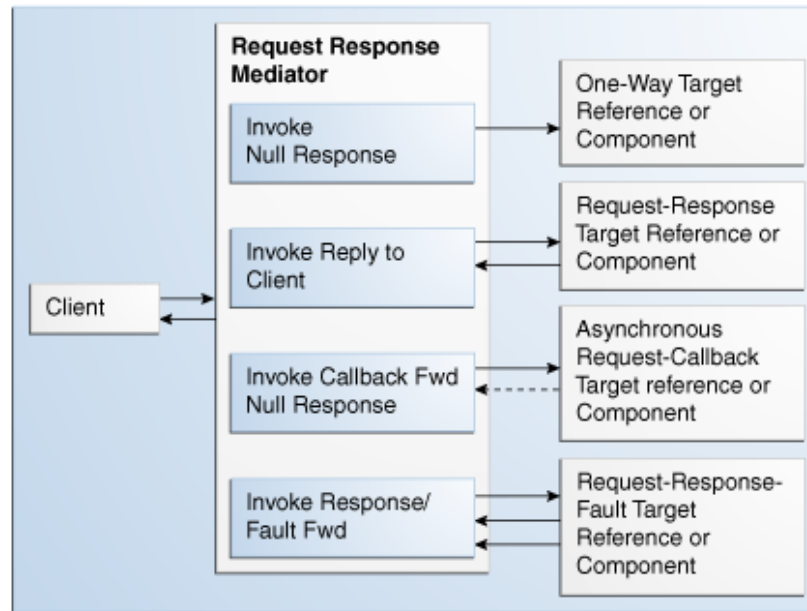 Request Response
Mediator
Invoke
Null Response
One-Way Target
Reference or
Component
Invoke Reply to
Client
Request-Response
Target Reference or
Component
Client
Invoke Callback Fwd
Null Response
Asynchronous
Request-Callback
Target reference or
Component
Invoke Response/
Fault Fwd
Request-Response-
Fault Target
Reference or
Component